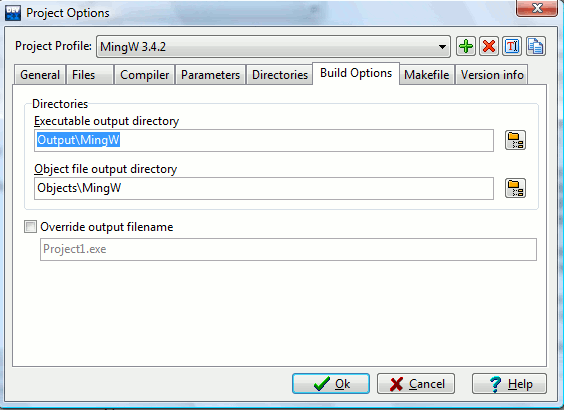 Project Options
Project Profile: MingW 3.4.2
General Files Compiler Parameters Directories Build Options Makefile Version info
Directories
Executable output directory
Output\MingW
Object file output directory
Objects\MingW
Override output filename
Project1.exe
Ok Cancel Help